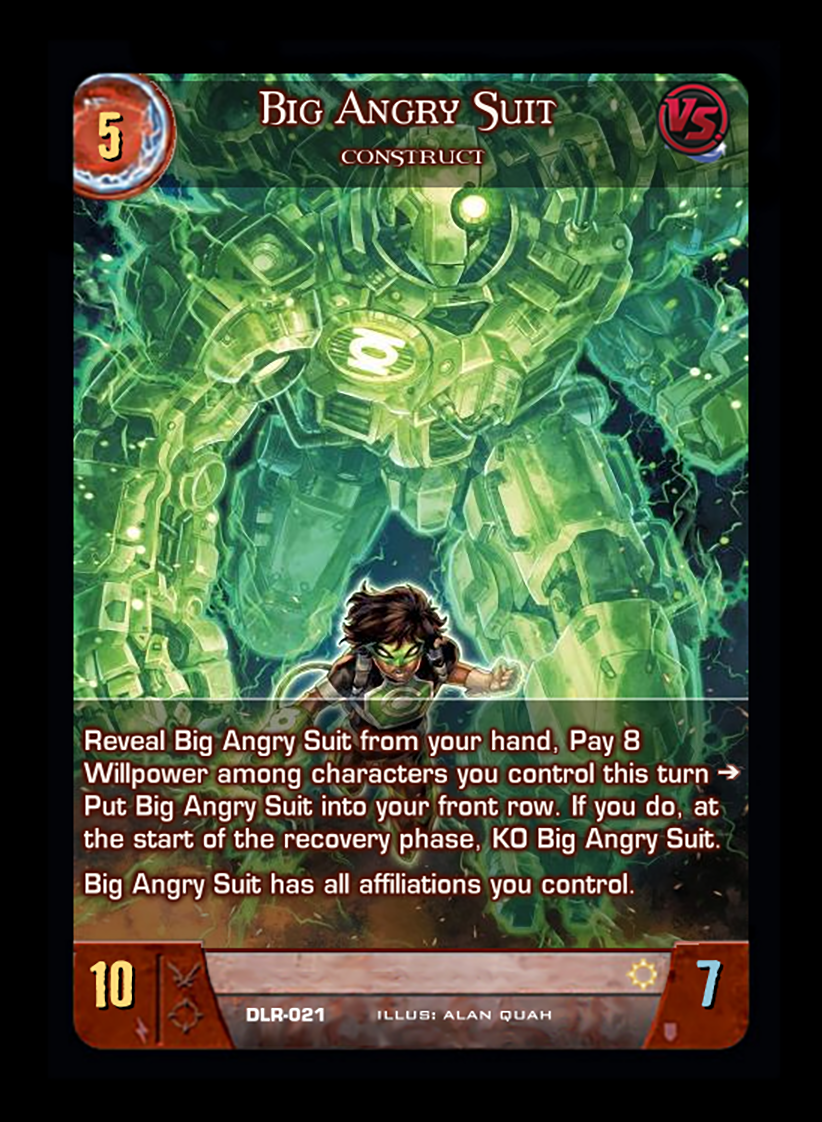 5
Big Angry Suit
VS
CONSTRUCT
Reveal Big Angry Suit from your hand, Pay 8
Willpower among characters you control this turn ➔
Put Big Angry Suit into your front row. If you do, at
the start of the recovery phase, KO Big Angry Suit.
Big Angry Suit has all affiliations you control.
10
7
DLR-021 ILLUS: ALAN QUAH